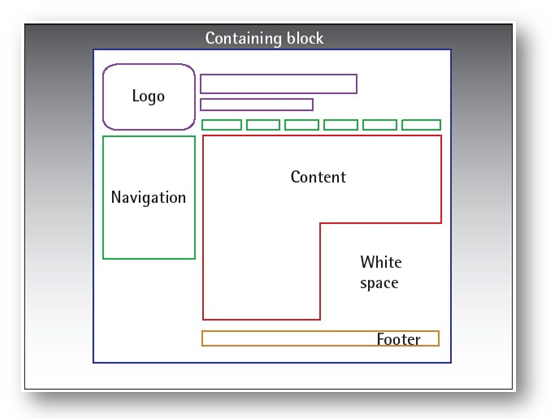 Containing block
Logo
Navigation
Content
White
space
Footer